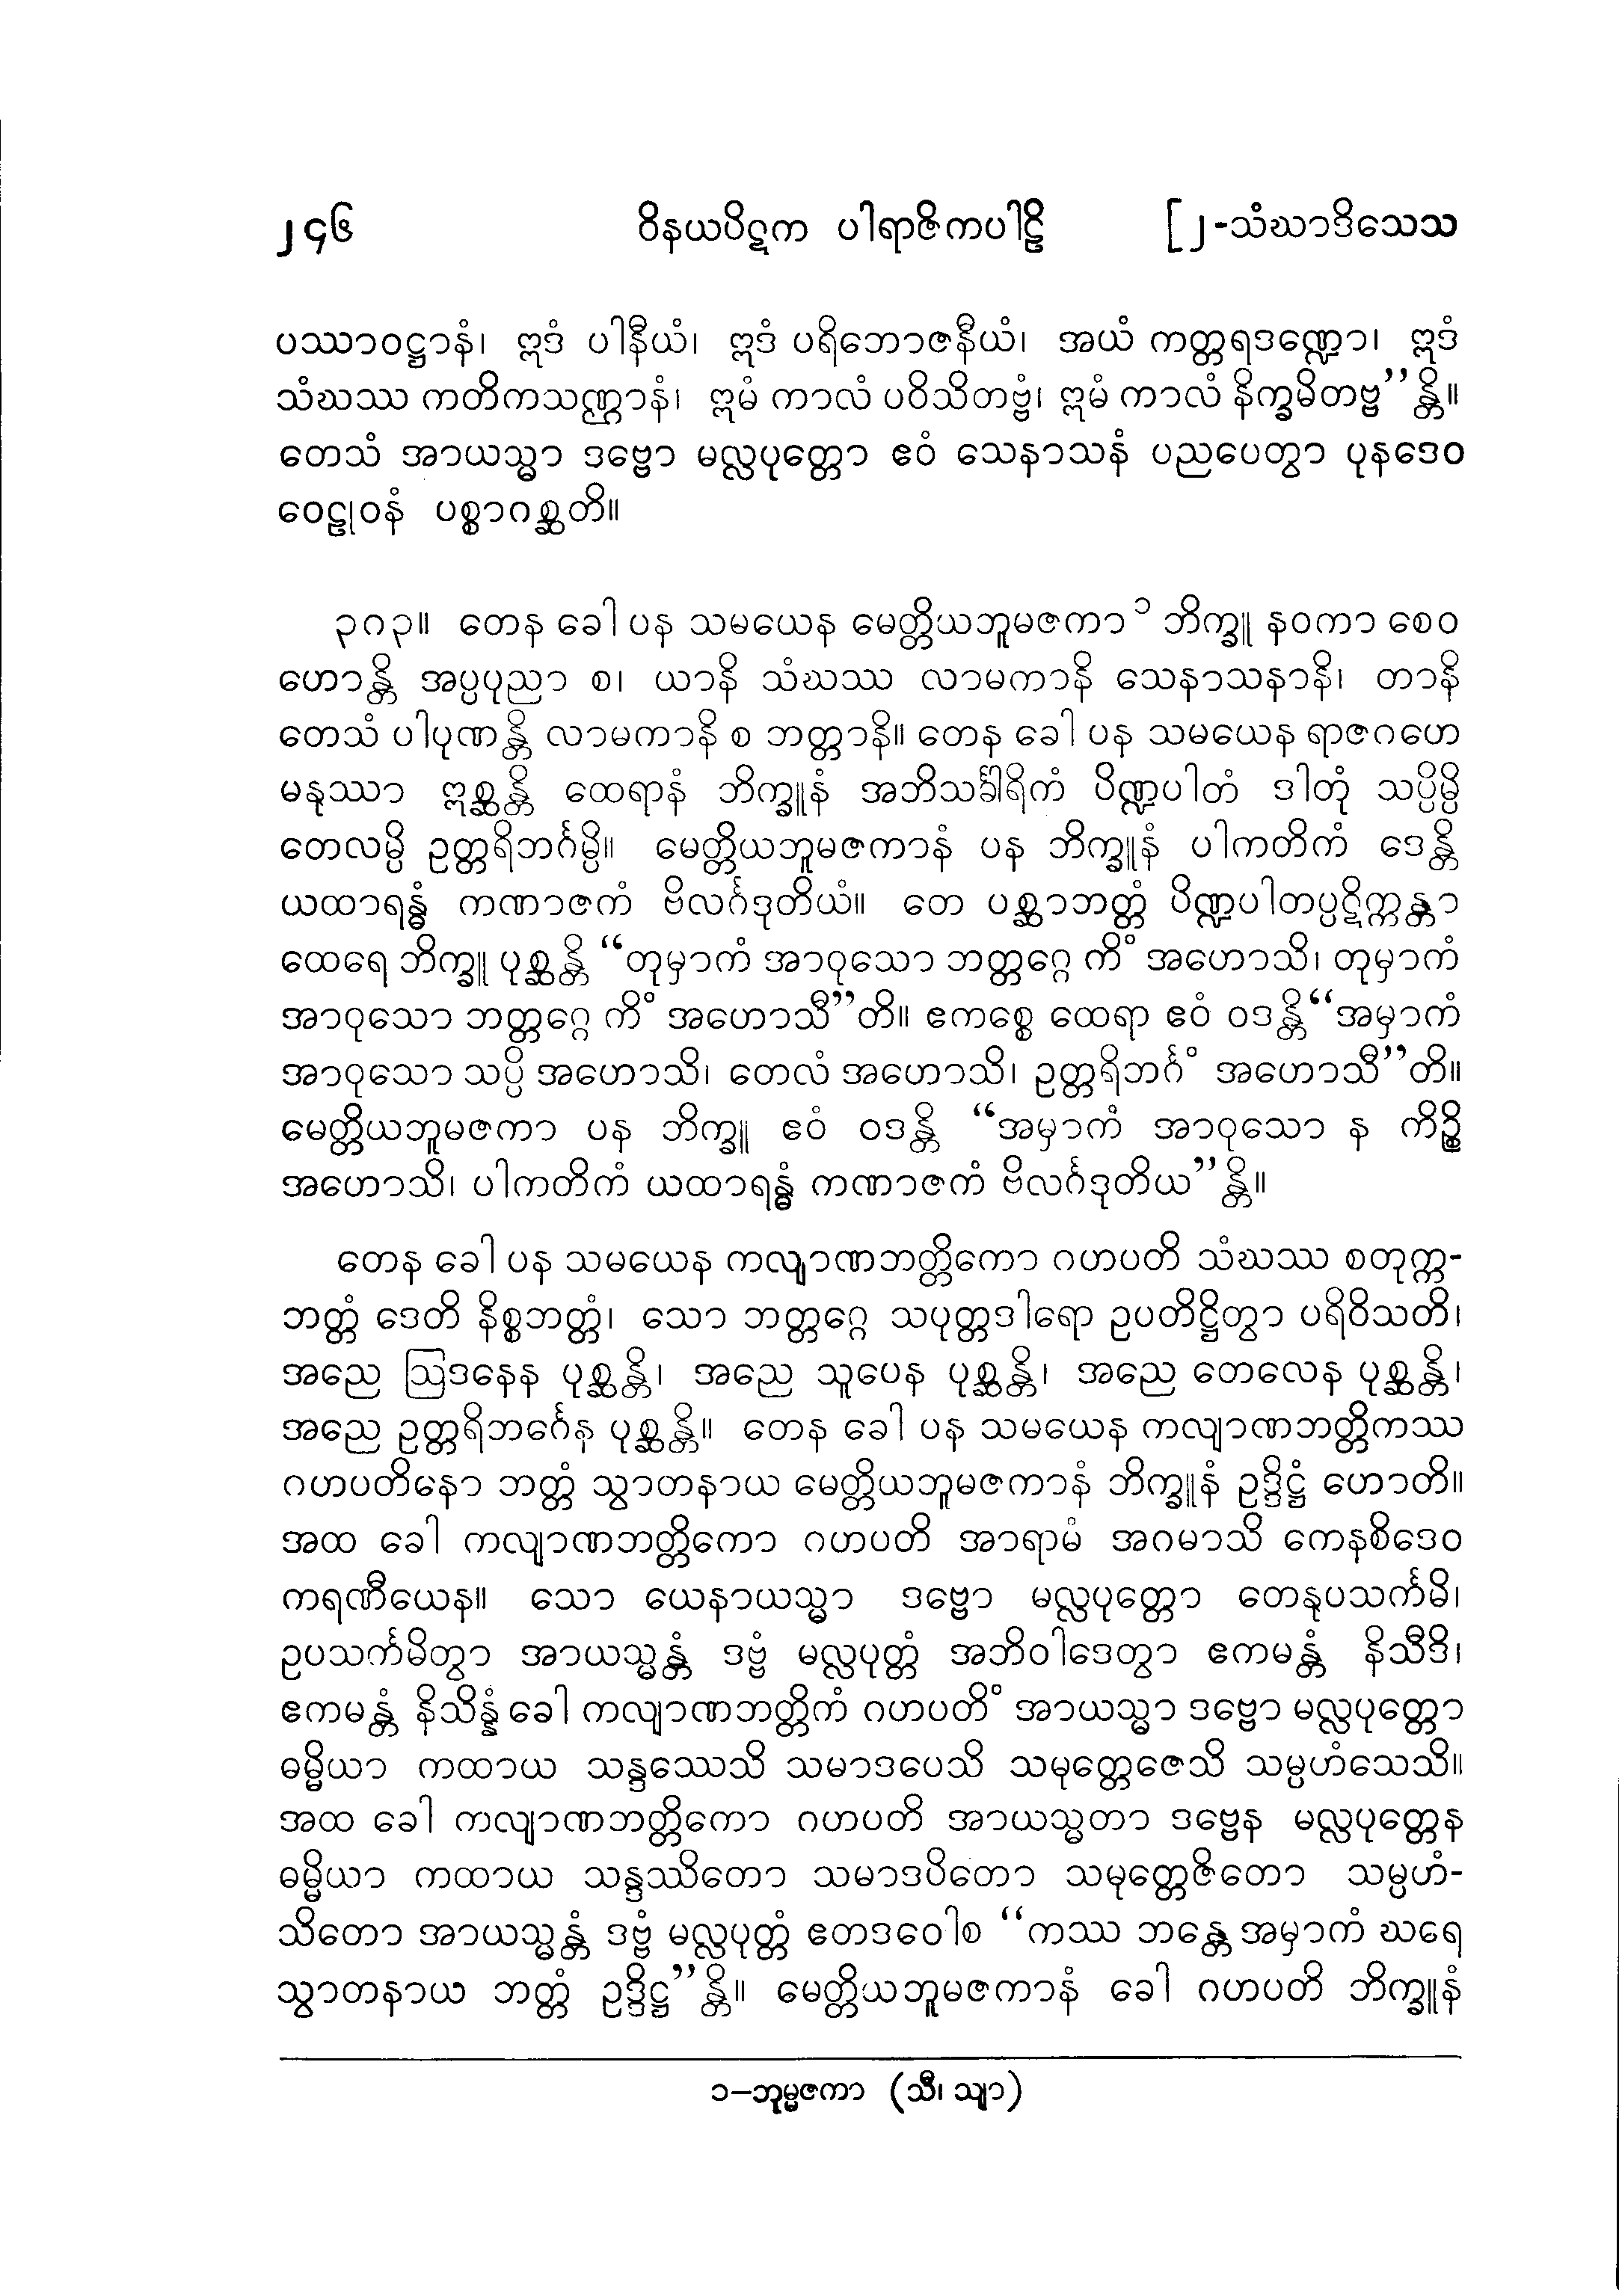 ၂၄၆ ဝိနယပိဋက ပါရာဇိကပါဠိ [၂-သံဃာဒိသေသ
ပဿာဝဋ္ဌာနံ၊ ဣဒံ ပါနီယံ၊ ဣဒံ ပရိဘောဇနီယံ၊ အယံ ကတ္တရဒဏ္ဍော၊ ဣဒံ
သံဃဿ ကတိကသဏ္ဌာနံ၊ ဣမံ ကာလံ ပဝိသိတဗ္ဗံ၊ ဣမံ ကာလံ နိက္ခမိတဗ္ဗ”န္တိ။
တေသံ အာယသ္မာ ဒဗ္ဗော မလ္လပုတ္တော ဧဝံ သေနာသနံ ပညပေတွာ ပုနဒေဝ
ဝေဠုဝနံ ပစ္စာဂစ္ဆတိ။
၃၈၃။ တေန ခေါ ပန သမယေန မေတ္တိယဘူမဇကာ ၁ ဘိက္ခူ နဝကာ စေဝ
ဟောန္တိ အပ္ပပုညာ စ၊ ယာနိ သံဃဿ လာမကာနိ သေနာသနာနိ၊ တာနိ
တေသံ ပါပုဏန္တိ လာမကာနိ စ ဘတ္တာနိ။ တေန ခေါ ပန သမယေန ရာဇဂဟေ
မနုဿာ ဣစ္ဆန္တိ ထေရာနံ ဘိက္ခူနံ အဘိသင်္ခါရိကံ ပိဏ္ဍပါတံ ဒါတုံ သပ္ပိမ္ပိ
တေလမ္ပိ ဥတ္တရိဘင်္ဂမ္ပိ။ မေတ္တိယဘူမဇကာနံ ပန ဘိက္ခူနံ ပါကတိကံ ဒေန္တိ
ယထာရန္ဓံ ကဏာဇကံ ဗိလင်္ဂဒုတိယံ။ တေ ပစ္ဆာဘတ္တံ ပိဏ္ဍပါတပ္ပဋိက္ကန္တာ
ထေရေ ဘိက္ခူ ပုစ္ဆန္တိ “တုမှာကံ အာဝုသော ဘတ္တဂ္ဂေ ကိံ အဟောသိ၊ တုမှာကံ
အာဝုသော ဘတ္တဂ္ဂေ ကိံ အဟောသီ”တိ။ ဧကစ္စေ ထေရာ ဧဝံ ဝဒန္တိ “အမှာကံ
အာဝုသော သပ္ပိ အဟောသိ၊ တေလံ အဟောသိ၊ ဥတ္တရိဘင်္ဂံ အဟောသီ”တိ။
မေတ္တိယဘူမဇကာ ပန ဘိက္ခူ ဧဝံ ဝဒန္တိ “အမှာကံ အာဝုသော န ကိဉ္စိ
အဟောသိ၊ ပါကတိကံ ယထာရန္ဓံ ကဏာဇကံ ဗိလင်္ဂဒုတိယ”န္တိ။
တေန ခေါ ပန သမယေန ကလျာဏဘတ္တိကော ဂဟပတိ သံဃဿ စတုက္က-
ဘတ္တံ ဒေတိ နိစ္စဘတ္တံ၊ သော ဘတ္တဂ္ဂေ သပုတ္တဒါရော ဥပတိဋ္ဌိတွာ ပရိဝိသတိ၊
အညေ ဩဒနေန ပုစ္ဆန္တိ၊ အညေ သူပေန ပုစ္ဆန္တိ၊ အညေ တေလေန ပုစ္ဆန္တိ၊
အညေ ဥတ္တရိဘင်္ဂေန ပုစ္ဆန္တိ။ တေန ခေါ ပန သမယေန ကလျာဏဘတ္တိကဿ
ဂဟပတိနော ဘတ္တံ သွာတနာယ မေတ္တိယဘူမဇကာနံ ဘိက္ခူနံ ဥဒ္ဒိဋ္ဌံ ဟောတိ။
အထ ခေါ ကလျာဏဘတ္တိကော ဂဟပတိ အာရာမံ အဂမာသိ ကေနစိဒေဝ
ကရဏီယေန။ သော ယေနာယသ္မာ ဒဗ္ဗော မလ္လပုတ္တော တေနုပသင်္ကမိ၊
ဥပသင်္ကမိတွာ အာယသ္မန္တံ ဒဗ္ဗံ မလ္လပုတ္တံ အဘိဝါဒေတွာ ဧကမန္တံ နိသီဒိ၊
ဧကမန္တံ နိသိန္နံ ခေါ ကလျာဏဘတ္တိကံ ဂဟပတိံ အာယသ္မာ ဒဗ္ဗော မလ္လပုတ္တော
ဓမ္မိယာ ကထာယ သန္ဒဿေသိ သမာဒပေသိ သမုတ္တေဇေသိ သမ္ပဟံသေသိ။
အထ ခေါ ကလျာဏဘတ္တိကော ဂဟပတိ အာယသ္မတာ ဒဗ္ဗေန မလ္လပုတ္တေန
ဓမ္မိယာ ကထာယ သန္ဒဿိတော သမာဒပိတော သမုတ္တေဇိတော သမ္ပဟံ-
သိတော အာယသ္မန္တံ ဒဗ္ဗံ မလ္လပုတ္တံ ဧတဒဝေါစ “ကဿ ဘန္တေ အမှာကံ ဃရေ
သွာတနာယ ဘတ္တံ ဥဒ္ဒိဋ္ဌ”န္တိ။ မေတ္တိယဘူမဇကာနံ ခေါ ဂဟပတိ ဘိက္ခူနံ
၁–ဘုမ္မဇကာ (သီ၊ သျာ)